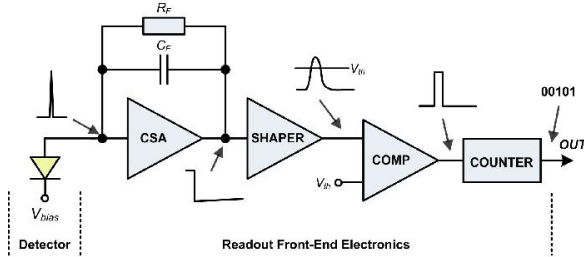 R_F
C_F
V_th
00101
CSA
SHAPER
COMP
COUNTER
OUT
V_th
V_bias
Detector
Readout Front-End Electronics